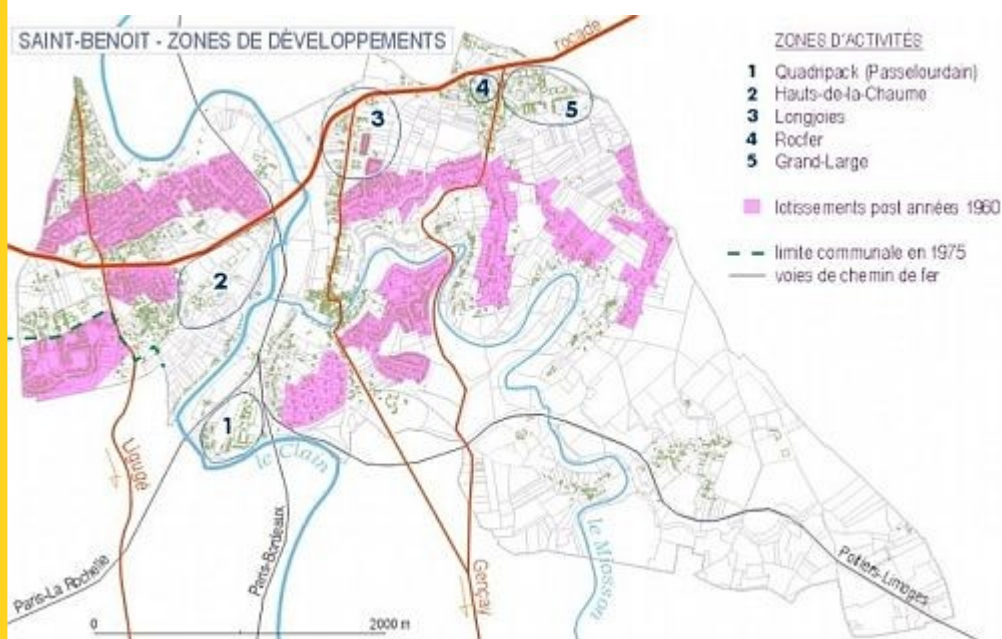 SAINT-BENOIT - ZONES DE DÉVELOPPEMENTS
rocade
ZONES D'ACTIVITÉS
1 Quadripack (Passelourdain)
2 Hauts-de-la-Chaume
3 Longjoies
4 Rocfer
5 Grand-Large
lotissements post années 1960
limite communale en 1975
voies de chemin de fer
3
4
5
2
1
le Clain
Ligugé
Paris-La Rochelle
Paris-Bordeaux
Gençay
le Miosson
Poitiers-Limoges
0 2000 m